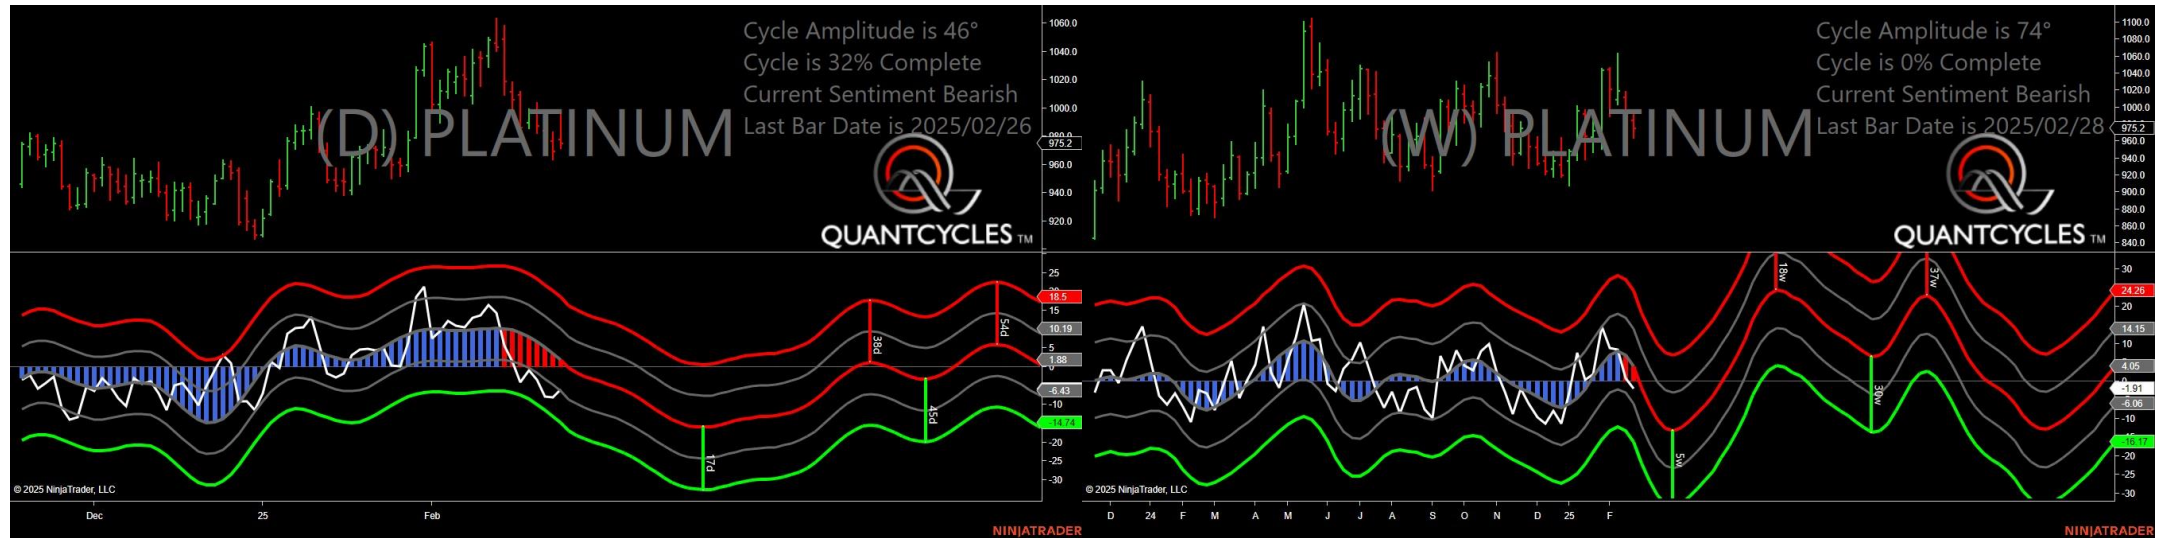 Cycle Amplitude is 46°
Cycle is 32% Complete
Current Sentiment Bearish
Last Bar Date is 2025/02/26
(D) PLATINUM
QUANTCYCLES TM
1060.0
1040.0
1020.0
1000.0
980.0
975.2
960.0
940.0
920.0
25
18.5
15
10.19
5
1.88
0
-6.43
-10
-14.74
-20
-25
-30
17d
38d
45d
54d
© 2025 NinjaTrader, LLC
Dec
25
Feb
NINJATRADER
Cycle Amplitude is 74°
Cycle is 0% Complete
Current Sentiment Bearish
Last Bar Date is 2025/02/28
(W) PLATINUM
QUANTCYCLES TM
1100.0
1080.0
1060.0
1040.0
1020.0
1000.0
975.2
960.0
940.0
920.0
900.0
880.0
860.0
840.0
30
24.26
20
14.15
10
4.05
-1.91
-6.06
-10
-16.17
-20
-25
-30
5w
18w
30w
37w
© 2025 NinjaTrader, LLC
D 24 F M A M J J A S O N D 25 F
NINJATRADER